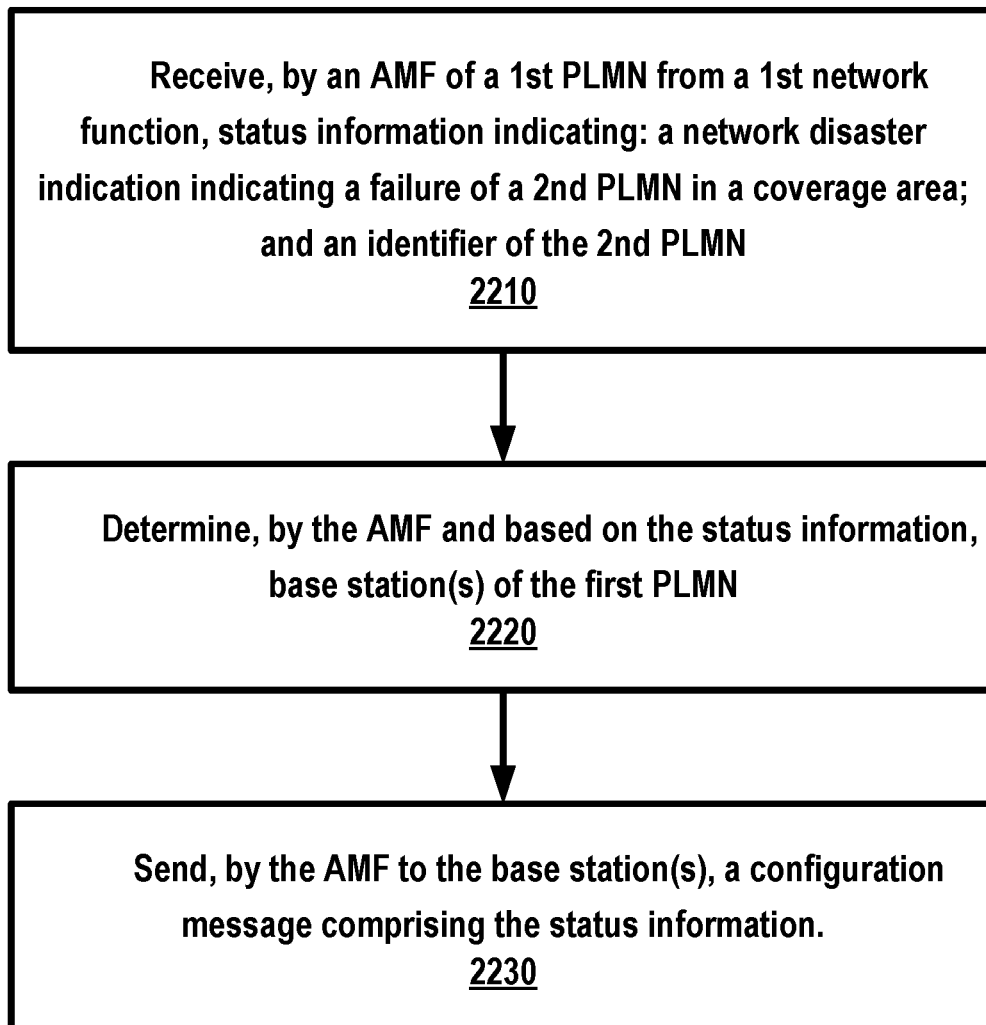 Receive, by an AMF of a 1st PLMN from a 1st network
function, status information indicating: a network disaster
indication indicating a failure of a 2nd PLMN in a coverage area;
and an identifier of the 2nd PLMN
2210
Determine, by the AMF and based on the status information,
base station(s) of the first PLMN
2220
Send, by the AMF to the base station(s), a configuration
message comprising the status information.
2230